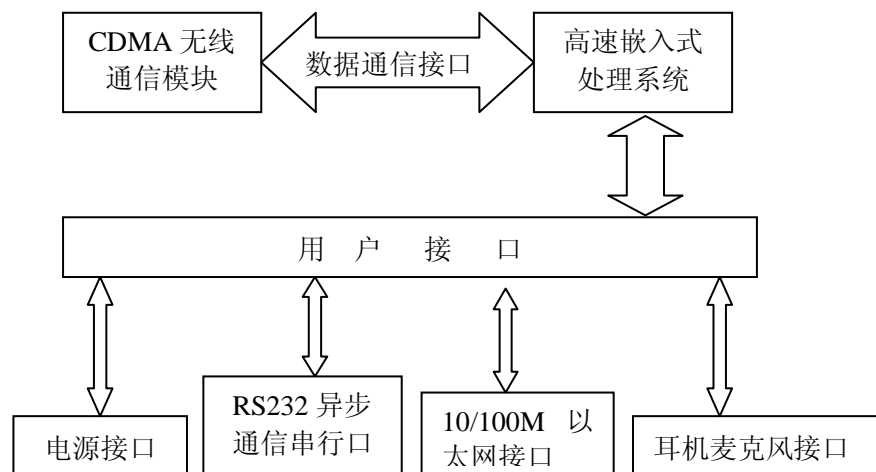 CDMA 无线
通信模块
数据通信接口
高速嵌入式
处理系统
用 户 接 口
RS232 异步
通信串行口
10/100M 以
太网接口
电源接口
耳机麦克风接口